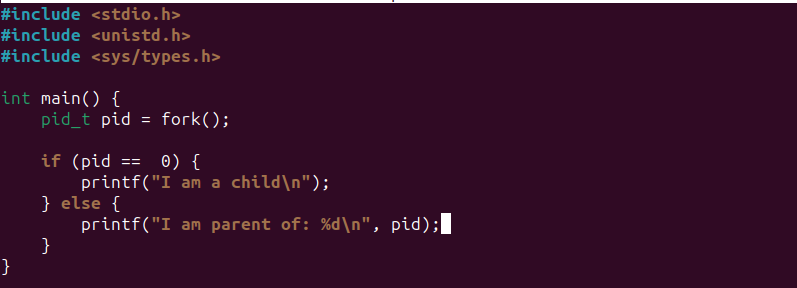 #include <stdio.h>
#include <unistd.h>
#include <sys/types.h>

int main() {
    pid_t pid = fork();

    if (pid ==  0) {
        printf("I am a child\n");
    } else {
        printf("I am parent of: %d\n", pid);
    }
}